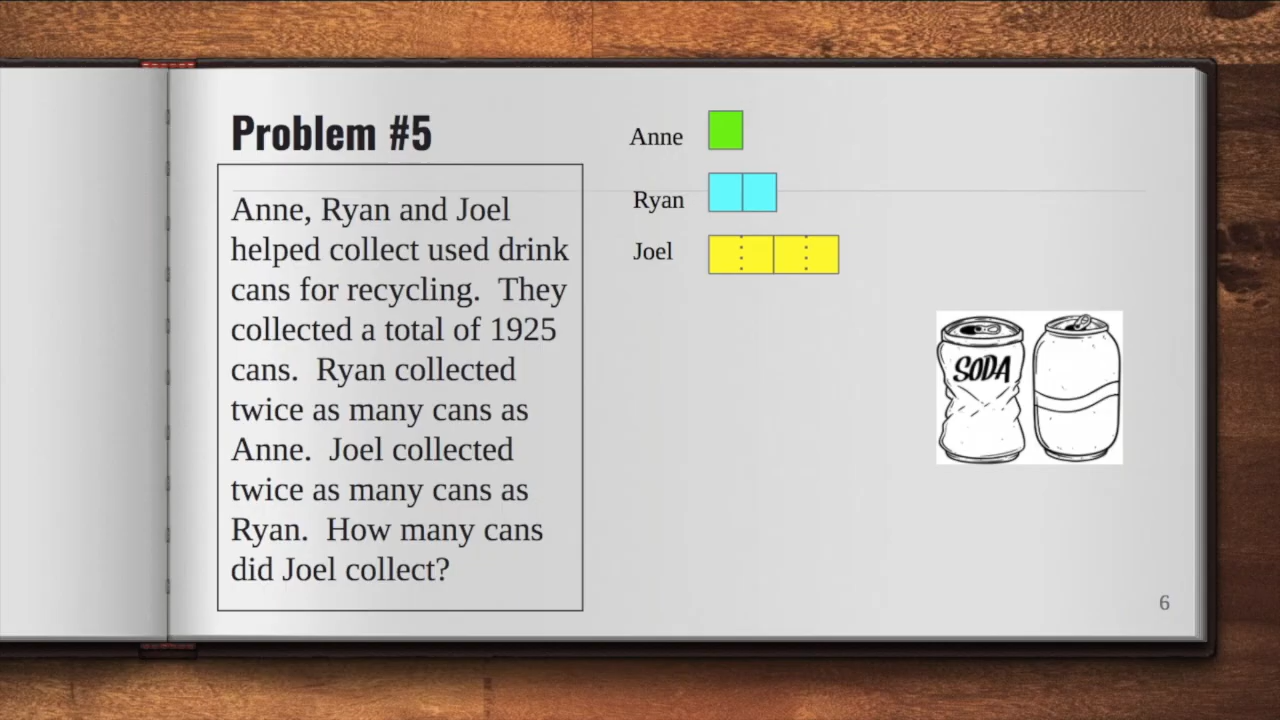 Problem #5
Anne, Ryan and Joel
helped collect used drink
cans for recycling.  They
collected a total of 1925
cans.  Ryan collected
twice as many cans as
Anne.  Joel collected
twice as many cans as
Ryan.  How many cans
did Joel collect?
Anne
Ryan
Joel
SODA
6